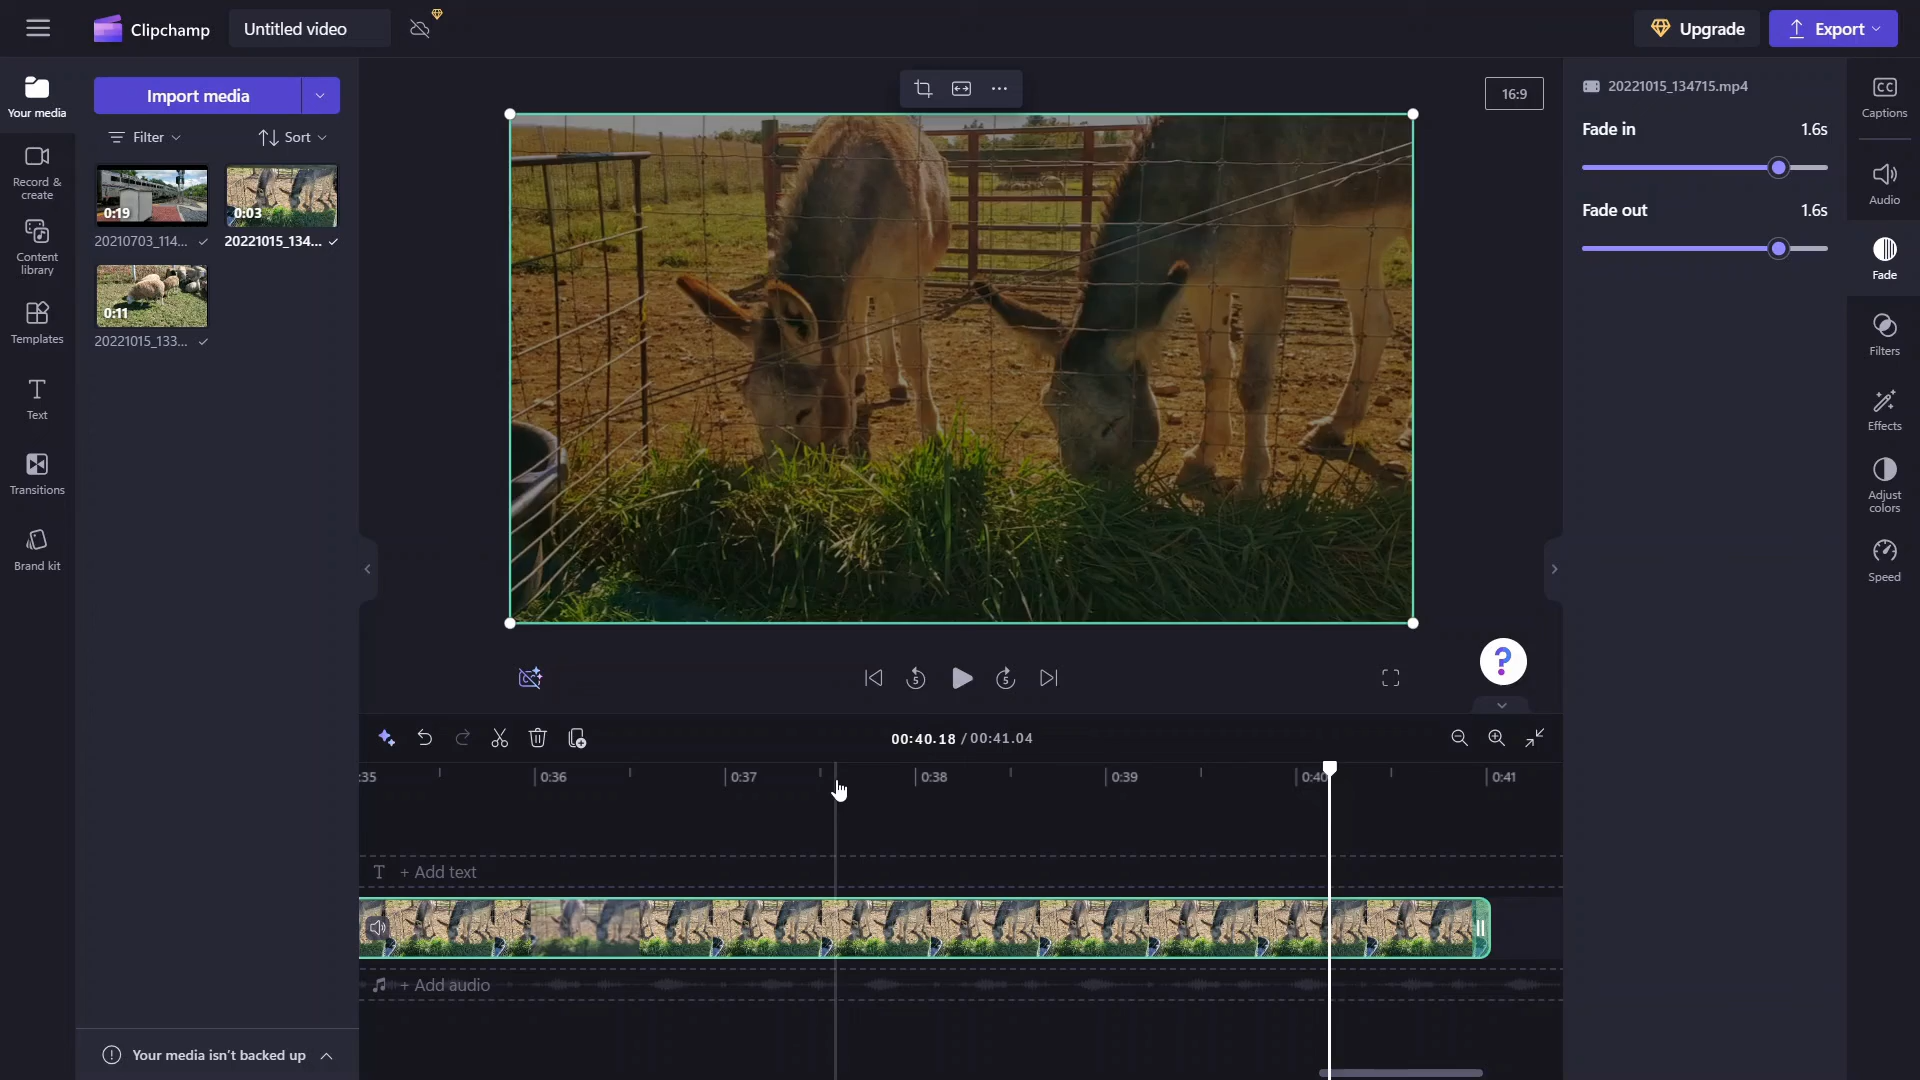 Clipchamp
Untitled video
Upgrade
Export
Your media
Record &
create
Content
library
Templates
Text
Transitions
Brand kit
Import media
Filter
Sort
0:19
20210703_114...
0:03
20221015_134...
0:11
20221015_133...
Your media isn't backed up
16:9
20221015_134715.mp4
Fade in 1.6s
Fade out 1.6s
CC
Captions
Audio
Fade
Filters
Effects
Adjust
colors
Speed
5
5
?
00:40.18 / 00:41.04
:35
0:36
0:37
0:38
0:39
0:40
0:41
T + Add text
+ Add audio